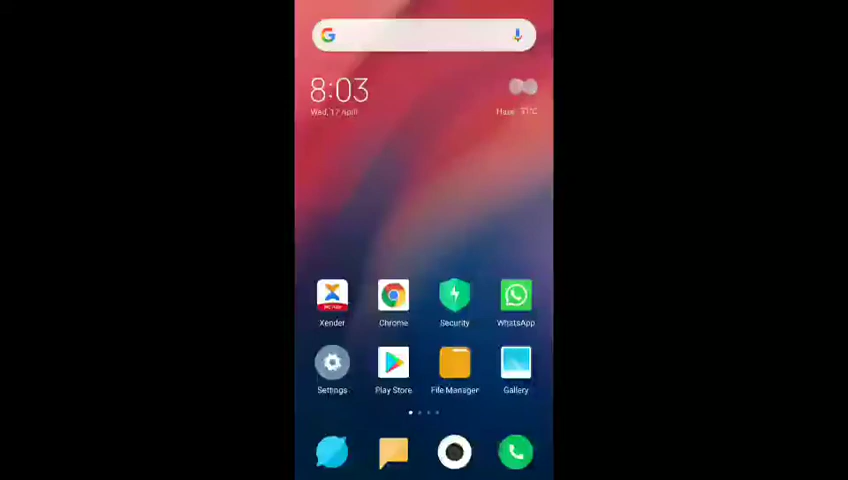 8:03
Wed, 17 April
Haze 31°C
Xender
Chrome
Security
WhatsApp
Settings
Play Store
File Manager
Gallery